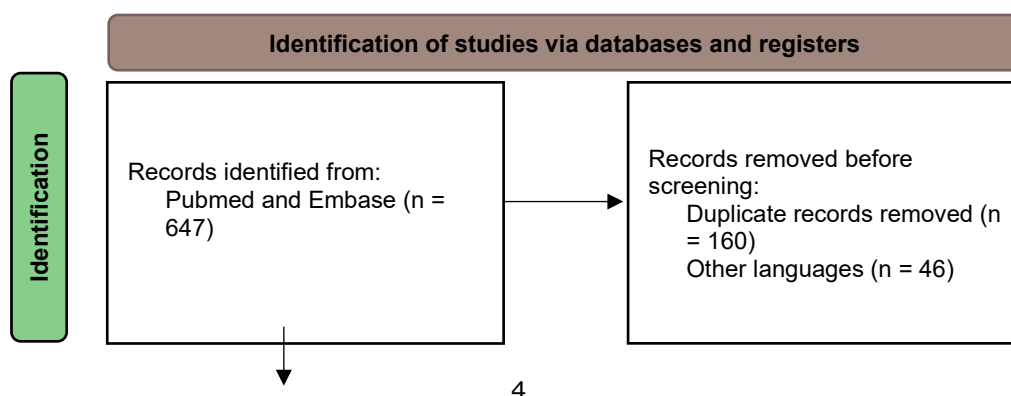 Identification of studies via databases and registers
Identification
Records identified from:
Pubmed and Embase (n =
647)
Records removed before
screening:
Duplicate records removed (n
= 160)
Other languages (n = 46)
4